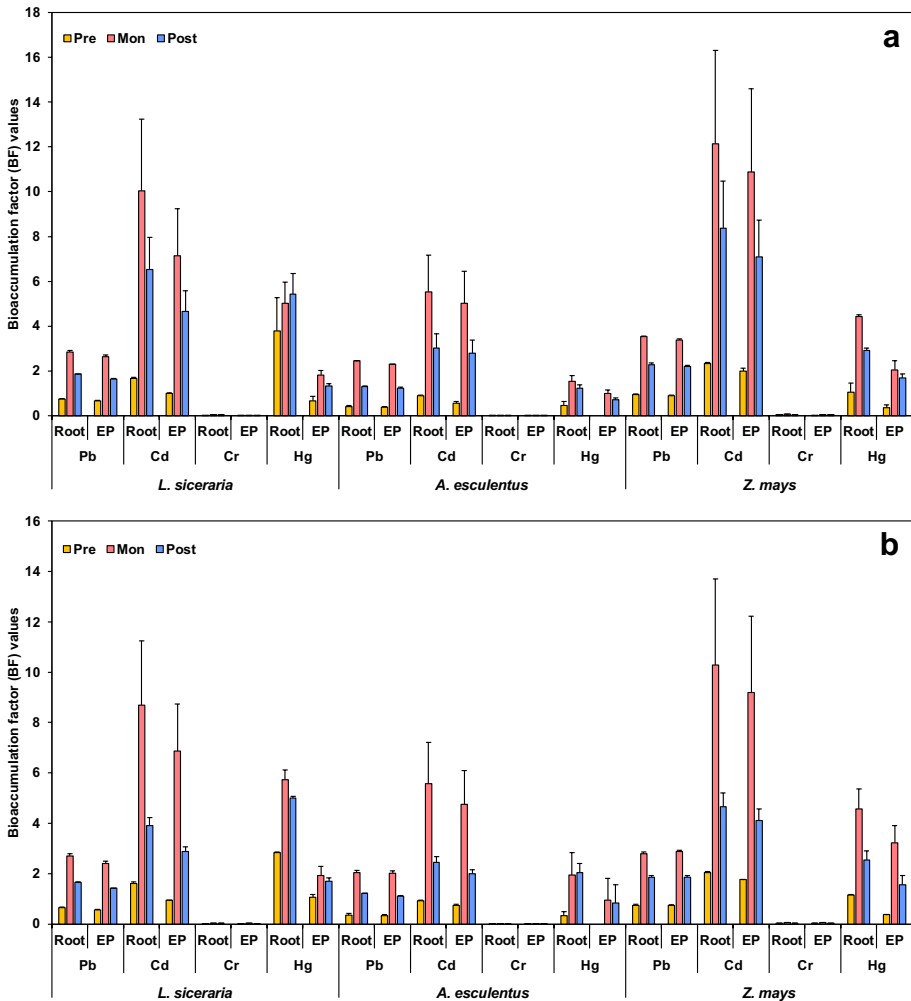 18
16
14
12
10
8
6
4
2
0
Bioaccumulation factor (BF) values
Pre Mon Post
a
Root EP Root EP Root EP Root EP Root EP Root EP Root EP Root EP Root EP Root EP Root EP Root EP
Pb Cd Cr Hg Pb Cd Cr Hg Pb Cd Cr Hg
L. siceraria A. esculentus Z. mays
16
14
12
10
8
6
4
2
0
Bioaccumulation factor (BF) values
Pre Mon Post
b
Root EP Root EP Root EP Root EP Root EP Root EP Root EP Root EP Root EP Root EP Root EP Root EP
Pb Cd Cr Hg Pb Cd Cr Hg Pb Cd Cr Hg
L. siceraria A. esculentus Z. mays